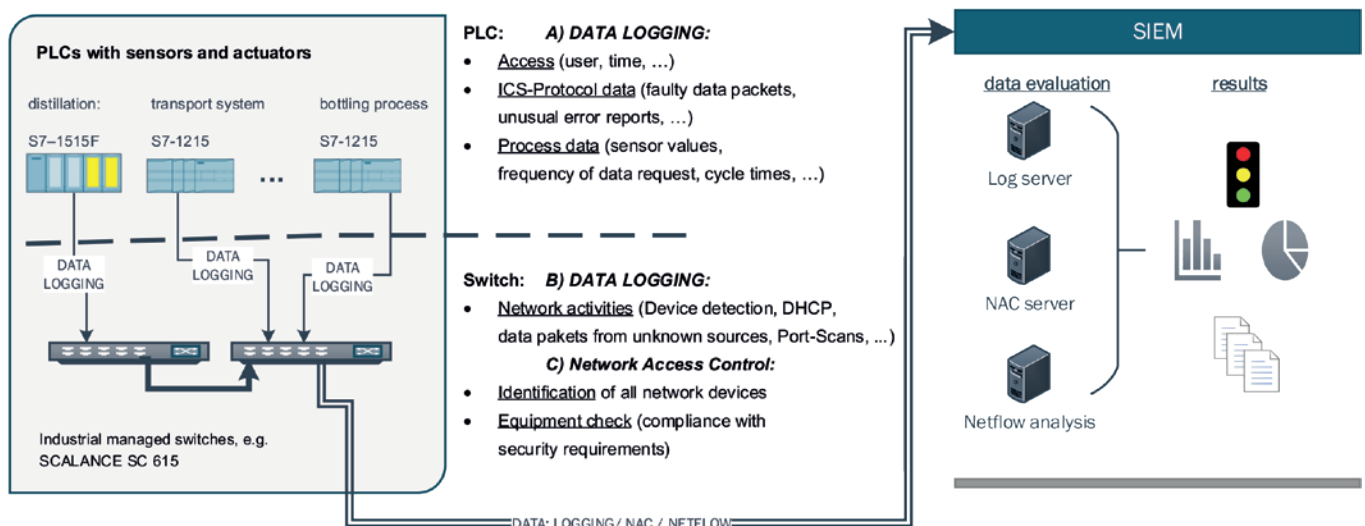 PLCs with sensors and actuators
distillation:
transport system
bottling process
S7–1515F
S7-1215
S7-1215
...
DATA
LOGGING
DATA
LOGGING
DATA
LOGGING
Industrial managed switches, e.g.
SCALANCE SC 615
PLC: A) DATA LOGGING:
• Access (user, time, ...)
• ICS-Protocol data (faulty data packets,
unusual error reports, ...)
• Process data (sensor values,
frequency of data request, cycle times, ...)
Switch: B) DATA LOGGING:
• Network activities (Device detection, DHCP,
data pakets from unknown sources, Port-Scans, ...)
C) Network Access Control:
• Identification of all network devices
• Equipment check (compliance with
security requirements)
DATA: LOGGING/ NAC / NETFLOW
SIEM
data evaluation
results
Log server
NAC server
Netflow analysis